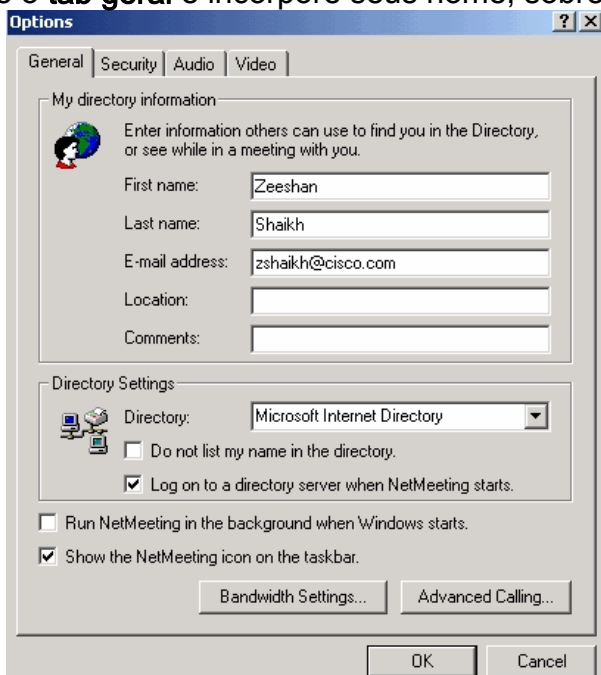 tab geral e incorpore seus nome, sobre
Options
General Security Audio Video
My directory information
Enter information others can use to find you in the Directory,
or see while in a meeting with you.
First name: Zeeshan
Last name: Shaikh
E-mail address: zshaikh@cisco.com
Location:
Comments:
Directory Settings
Directory: Microsoft Internet Directory
Do not list my name in the directory.
Log on to a directory server when NetMeeting starts.
Run NetMeeting in the background when Windows starts.
Show the NetMeeting icon on the taskbar.
Bandwidth Settings... Advanced Calling...
OK Cancel